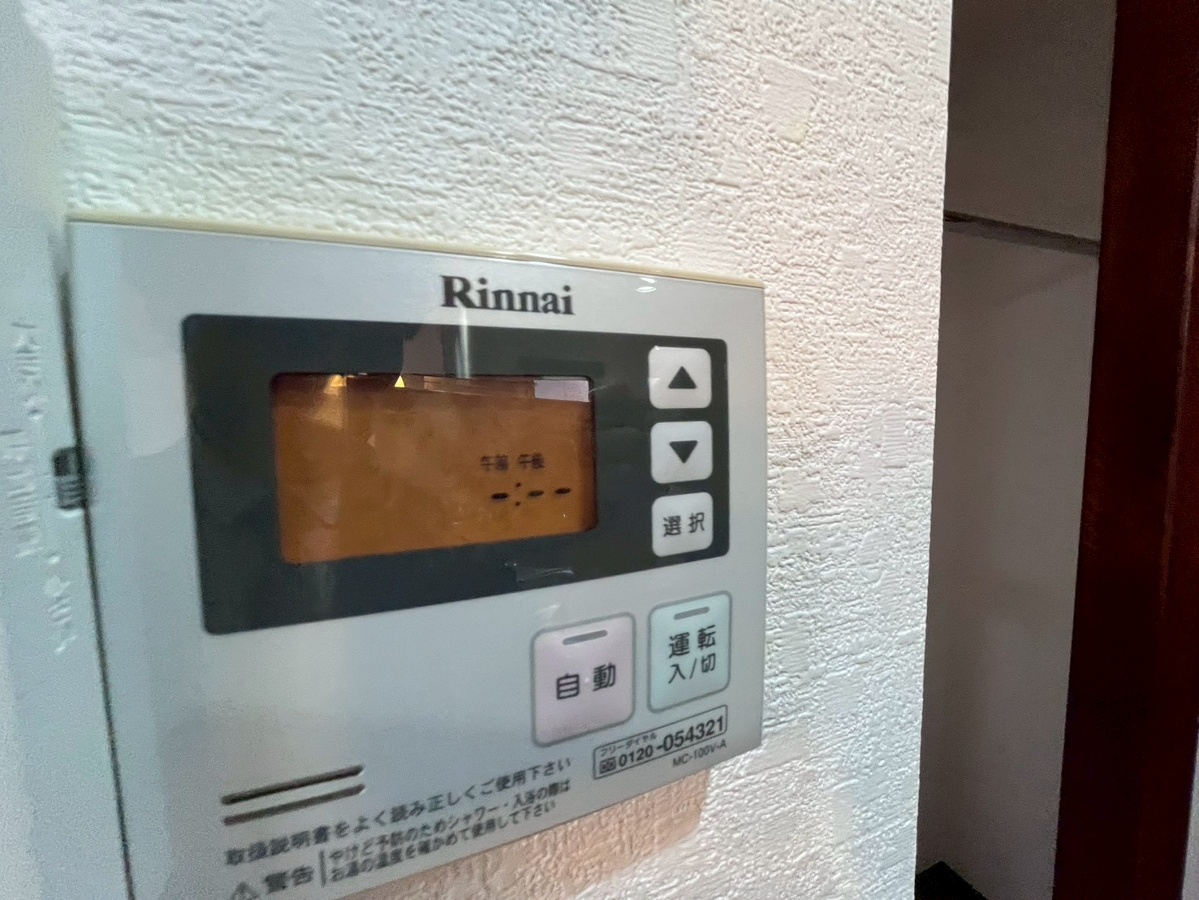 Rinnai
午前 午後
-:--
▲
▼
選択
自動
運転
入/切
フリーダイヤル
0120-054321
MC-100V-A
取扱説明書をよく読み正しくご使用下さい
警告
やけど予防のためシャワー・入浴の際は
お湯の温度を確かめて使用して下さい